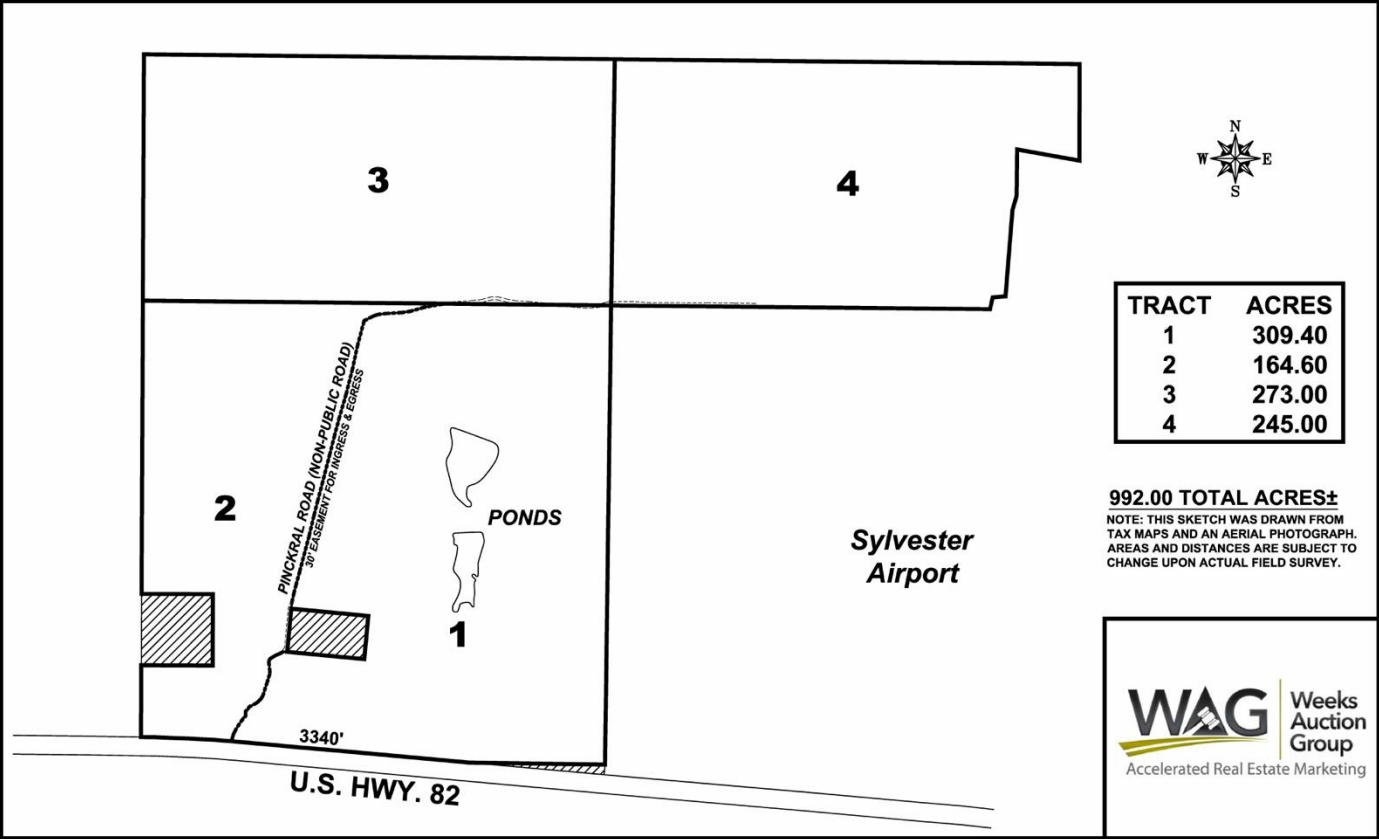 3
4
N
W E
S
TRACT ACRES
1 309.40
2 164.60
3 273.00
4 245.00
992.00 TOTAL ACRES±
NOTE: THIS SKETCH WAS DRAWN FROM
TAX MAPS AND AN AERIAL PHOTOGRAPH.
AREAS AND DISTANCES ARE SUBJECT TO
CHANGE UPON ACTUAL FIELD SURVEY.
PINCKRAL ROAD (NON-PUBLIC ROAD)
30' EASEMENT FOR INGRESS & EGRESS
2
PONDS
1
Sylvester
Airport
3340'
U.S. HWY. 82
WAG
Weeks
Auction
Group
Accelerated Real Estate Marketing